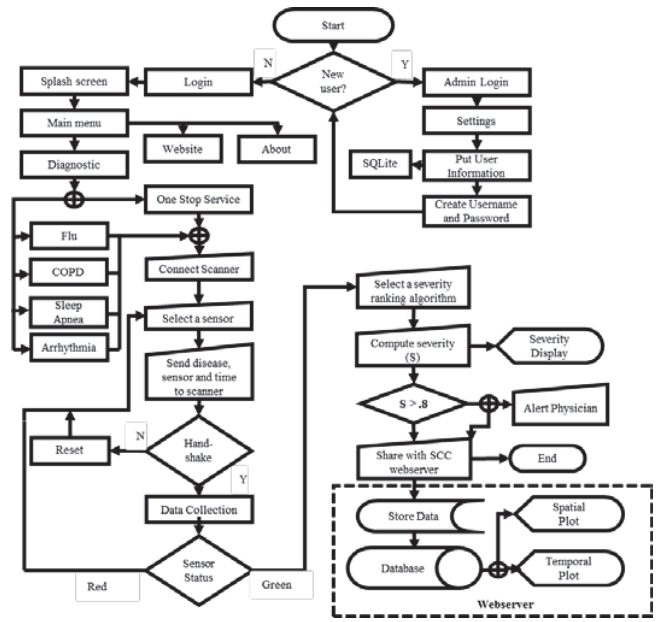 Start
N
Y
New
user?
Login
Splash screen
Admin Login
Main menu
Settings
Website
About
Diagnostic
SQLite
Put User
Information
One Stop Service
Create Username
and Password
Flu
COPD
Sleep
Apnea
Arrhythmia
Connect Scanner
Select a sensor
Send disease,
sensor and time
to scanner
Hand-
shake
N
Y
Reset
Data Collection
Sensor
Status
Red
Green
Select a severity
ranking algorithm
Compute severity
(S)
Severity
Display
S > .8
Alert Physician
Share with SCC
webserver
End
Store Data
Spatial
Plot
Database
Temporal
Plot
Webserver